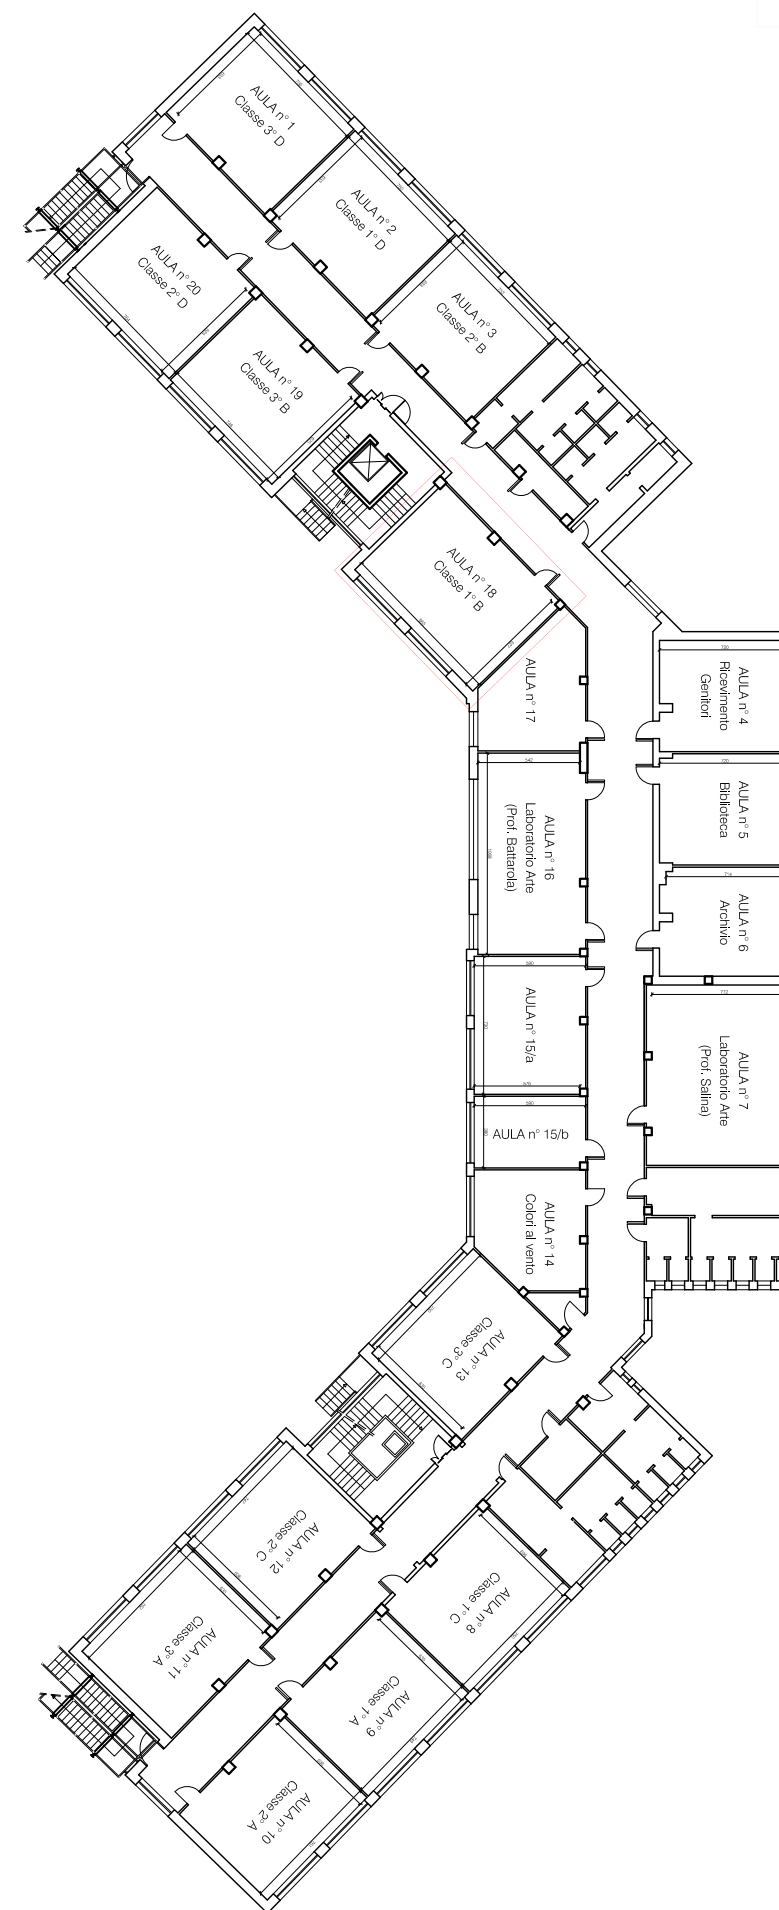 AULA n° 1
Classe 3° D
AULA n° 2
Classe 1° D
AULA n° 3
Classe 2° B
AULA n° 20
Classe 2° D
AULA n° 19
Classe 3° B
AULA n° 18
Classe 1° B
AULA n° 17
AULA n° 4
Ricevimento
Genitori
720
AULA n° 5
Biblioteca
720
AULA n° 16
Laboratorio Arte
(Prof. Battarola)
542
AULA n° 6
Archivio
AULA n° 15/a
AULA n° 7
Laboratorio Arte
(Prof. Salina)
772
AULA n° 15/b
AULA n° 14
Colori al vento
AULA n° 13
Classe 3° C
AULA n° 12
Classe 2° C
AULA n° 8
Classe 1° C
AULA n° 11
Classe 3° A
AULA n° 9
Classe 1° A
AULA n° 10
Classe 2° A